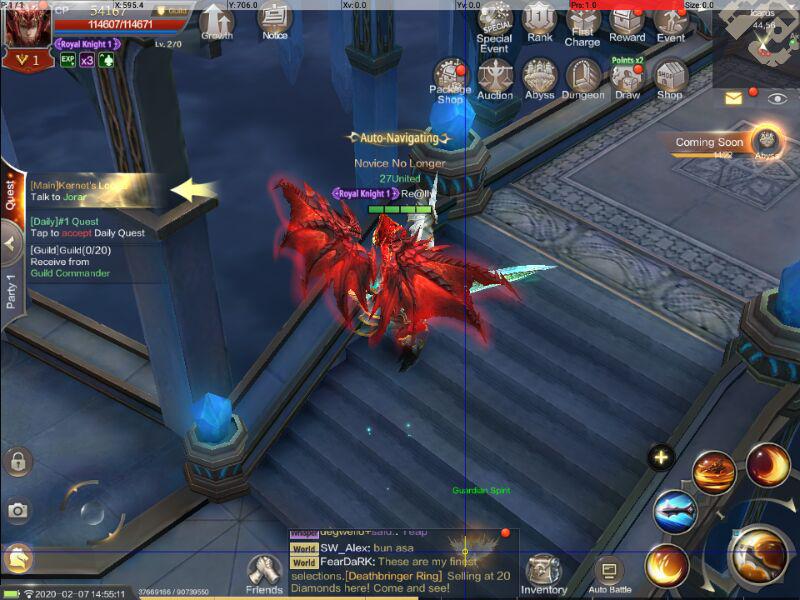 P:1/1 X:595.4 Y:706.0 Xv:0.0 Yv:0.0 Prs:1.0 Size:0.0
CP 54167 Guild
114607/114671
Royal Knight 1
Lv.270
1 EXP x3
Growth
Notice
Special Event
Rank
First Charge
Reward
Event
Icarus
Package Shop
Auction
Abyss
Dungeon
Points x2
Draw
Shop
Coming Soon
Abyss
Auto-Navigating
Novice No Longer
27United
Royal Knight 1
Quest
[Main]Kernet's
Talk to Jorar
[Daily]#1 Quest
Tap to accept Daily Quest
[Guild]Guild(0/20)
Receive from
Guild Commander
Party 1
Guardian Spirit
Whisper
World SW_Alex: bun asa
World FearDaRK: These are my finest
selections.[Deathbringer Ring] Selling at 20
Diamonds here! Come and see!
Friends
Inventory
Auto Battle
2020-02-07 14:55:11
37669166 / 90739550